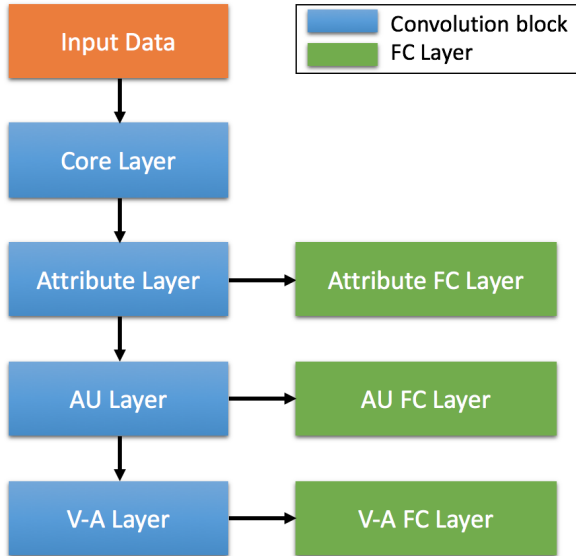 Input Data
Convolution block
FC Layer
Core Layer
Attribute Layer
Attribute FC Layer
AU Layer
AU FC Layer
V-A Layer
V-A FC Layer